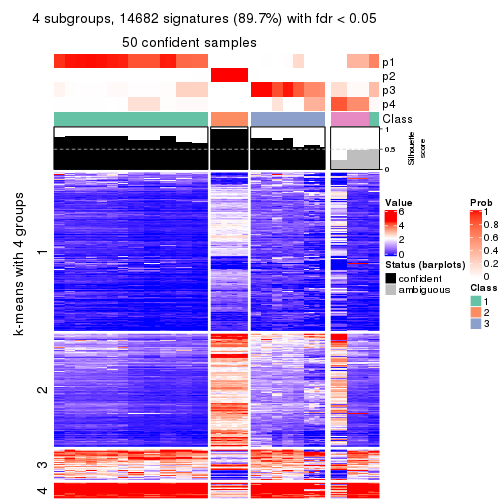 4 subgroups, 14682 signatures (89.7%) with fdr < 0.05
50 confident samples
p1
p2
p3
p4
Class
1
0.5
0
Silhouette
score
k-means with 4 groups
1
2
3
4
Value
6
4
2
0
Status (barplots)
confident
ambiguous
Prob
1
0.8
0.6
0.4
0.2
0
Class
1
2
3